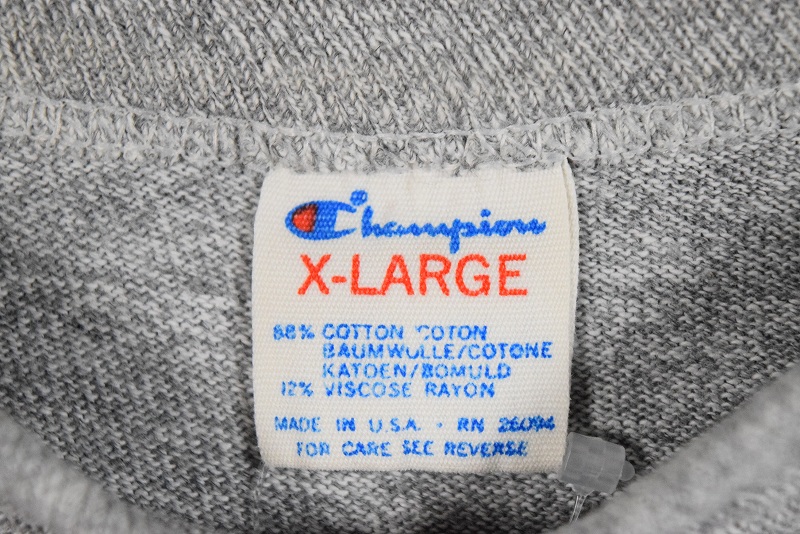 Champion
X-LARGE
88% COTTON/COTON
BAUMWOLLE/COTONE
KATOEN/BOMULD
12% VISCOSE RAYON
MADE IN U.S.A. · RN 26094
FOR CARE SEE REVERSE